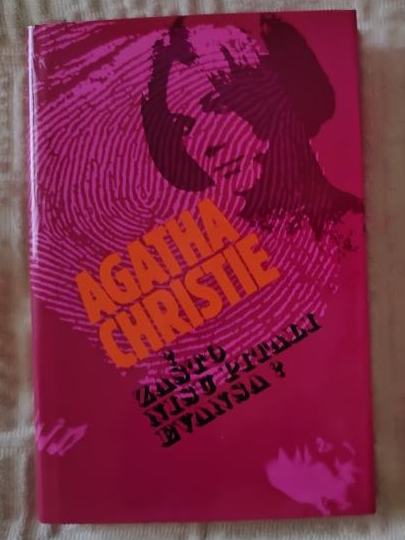 AGATHA
CHRISTIE
ZAŠTO
NISU PITALI
EVANSA?